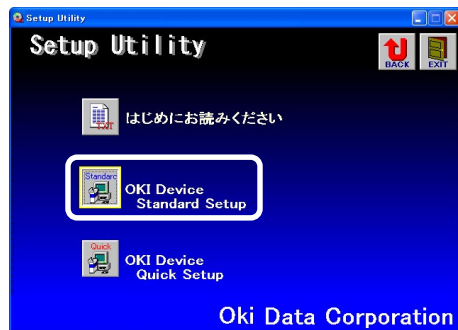 Setup Utility
Setup Utility
BACK
EXIT
TXT
はじめにお読みください
Standard
OKI Device
Standard Setup
Quick
OKI Device
Quick Setup
Oki Data Corporation